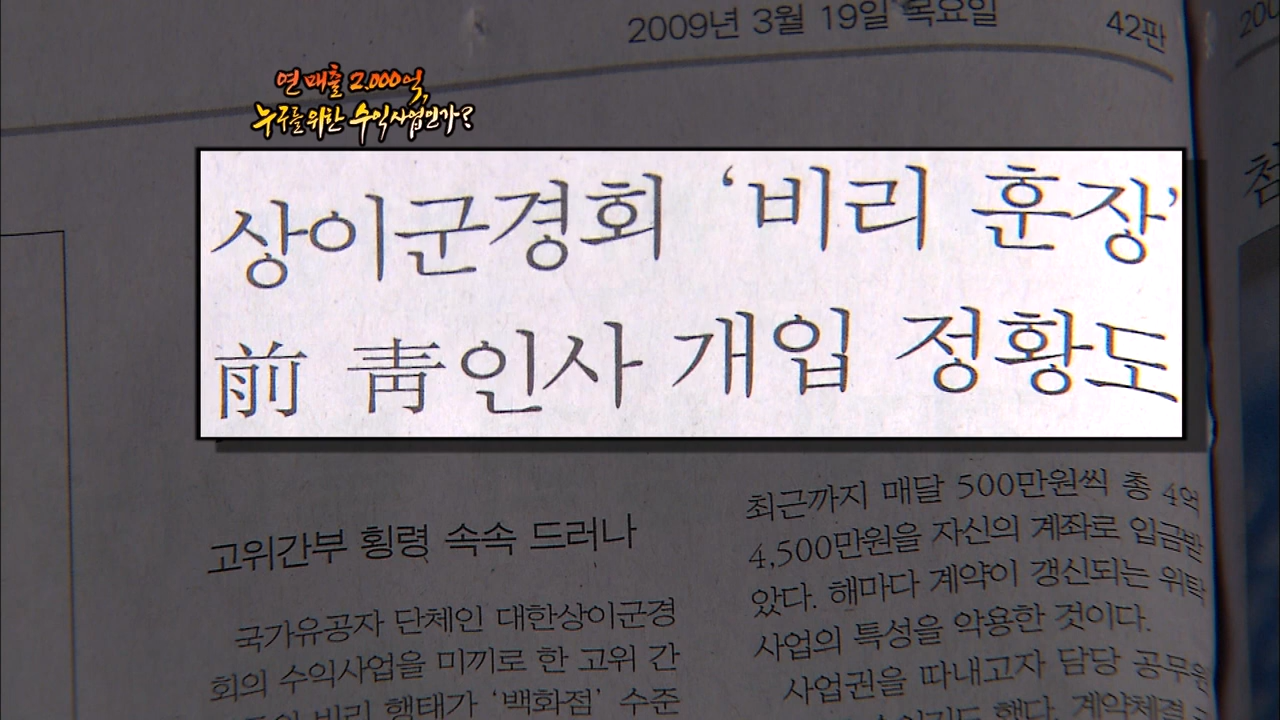 2009년 3월 19일 목요일
42판
연 매출 2,000억,
누구를 위한 수익사업인가?
상이군경회 ‘비리 훈장’
前 靑인사 개입 정황도
고위간부 횡령 속속 드러나
국가유공자 단체인 대한상이군경
회의 수익사업을 미끼로 한 고위 간
비리 행태가 ‘백화점’ 수준
최근까지 매달 500만원씩 총 4억
4,500만원을 자신의 계좌로 입금받
았다. 해마다 계약이 갱신되는 위탁
사업의 특성을 악용한 것이다.
사업권을 따내고자 담당 공무원
했다. 계약체결